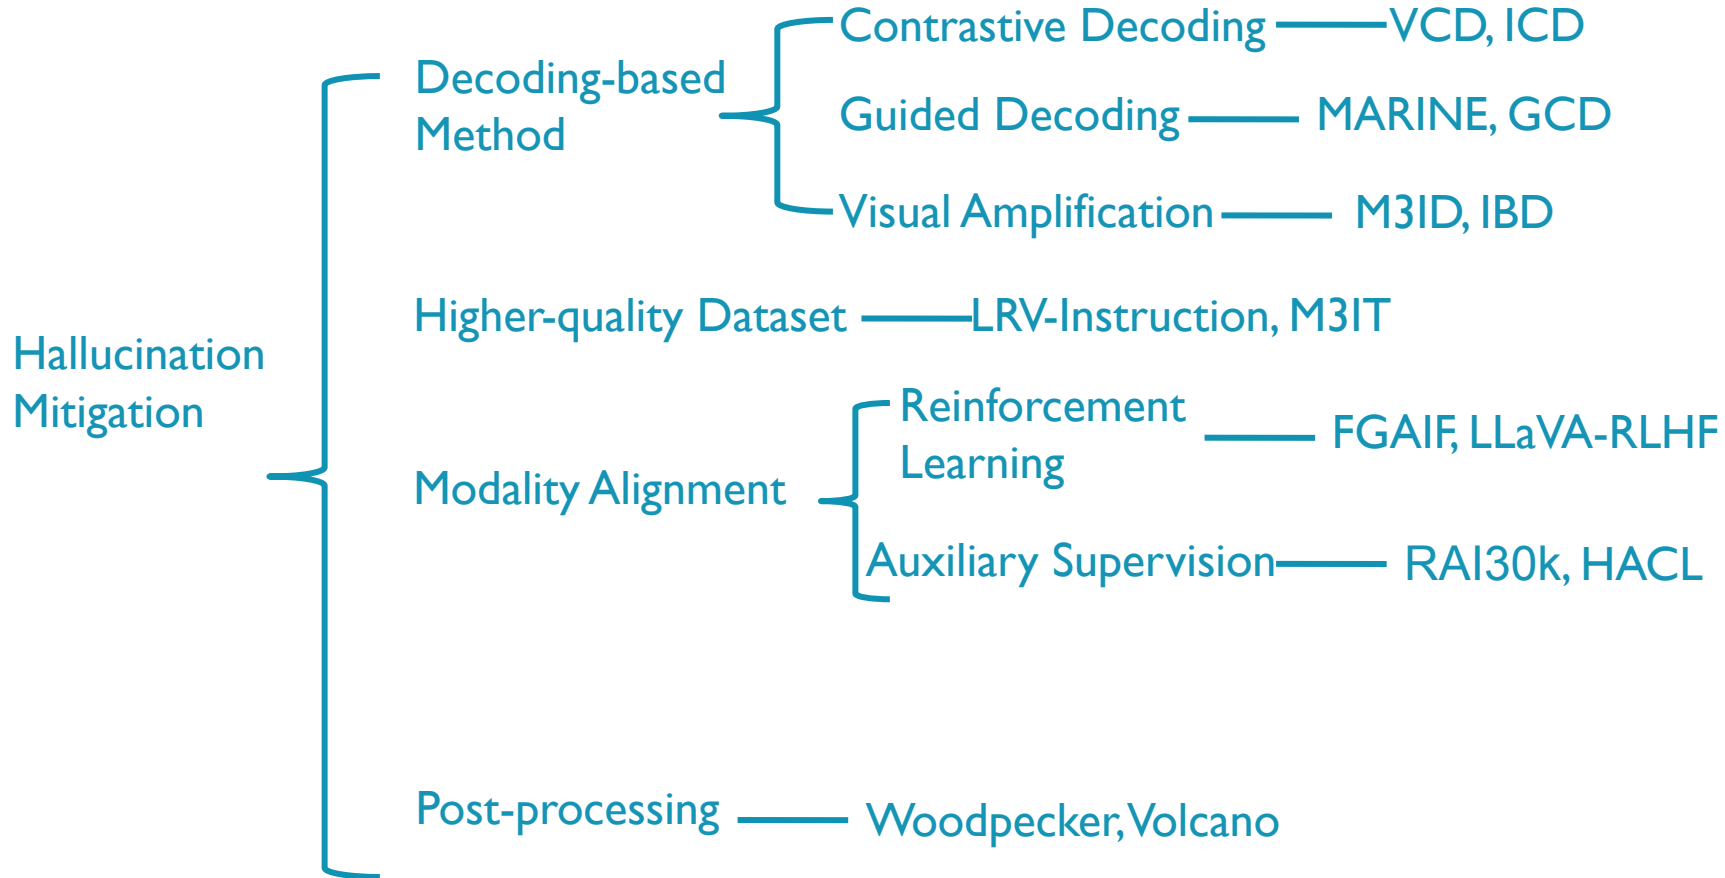 Contrastive Decoding
VCD, ICD
Decoding-based
Method
Guided Decoding
MARINE, GCD
Visual Amplification
M3ID, IBD
Higher-quality Dataset
LRV-Instruction, M3IT
Hallucination
Mitigation
Reinforcement
Learning
FGAIF, LLaVA-RLHF
Modality Alignment
Auxiliary Supervision
RAI30k, HACL
Post-processing
Woodpecker, Volcano